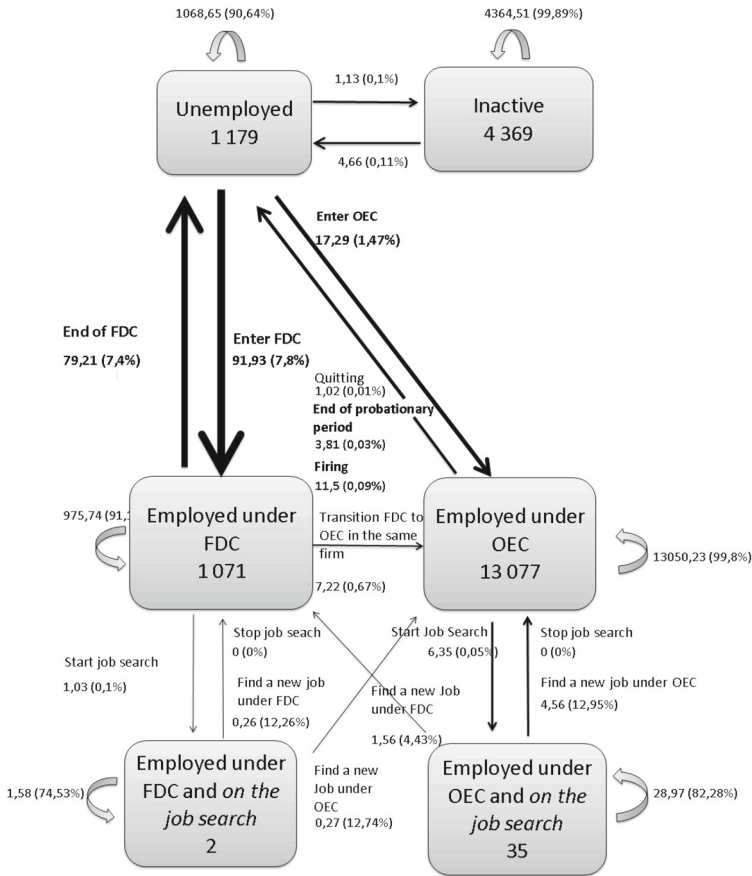 1068,65 (90,64%)
4364,51 (99,89%)
Unemployed
1 179
1,13 (0,1%)
4,66 (0,11%)
Inactive
4 369
Enter OEC
17,29 (1,47%)
End of FDC
79,21 (7,4%)
Enter FDC
91,93 (7,8%)
Quitting
1,02 (0,01%)
End of probationary
period
3,81 (0,03%)
Firing
11,5 (0,09%)
975,74 (91,
Employed under
FDC
1 071
Transition FDC to
OEC in the same
firm
7,22 (0,67%)
Employed under
OEC
13 077
13050,23 (99,8%)
Start job search
1,03 (0,1%)
Stop job seach
0 (0%)
Find a new job
under FDC
0,26 (12,26%)
Start Job Search
6,35 (0,05%)
Find a new Job
under FDC
1,56 (4,43%)
Stop job search
0 (0%)
Find a new job under OEC
4,56 (12,95%)
1,58 (74,53%)
Employed under
FDC and on the
job search
2
Find a new
Job under
OEC
0,27 (12,74%)
Employed under
OEC and on the
job search
35
28,97 (82,28%)